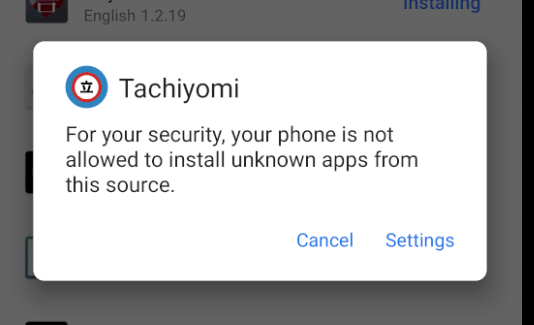 Installing
English 1.2.19
立
Tachiyomi
For your security, your phone is not
allowed to install unknown apps from
this source.
Cancel
Settings